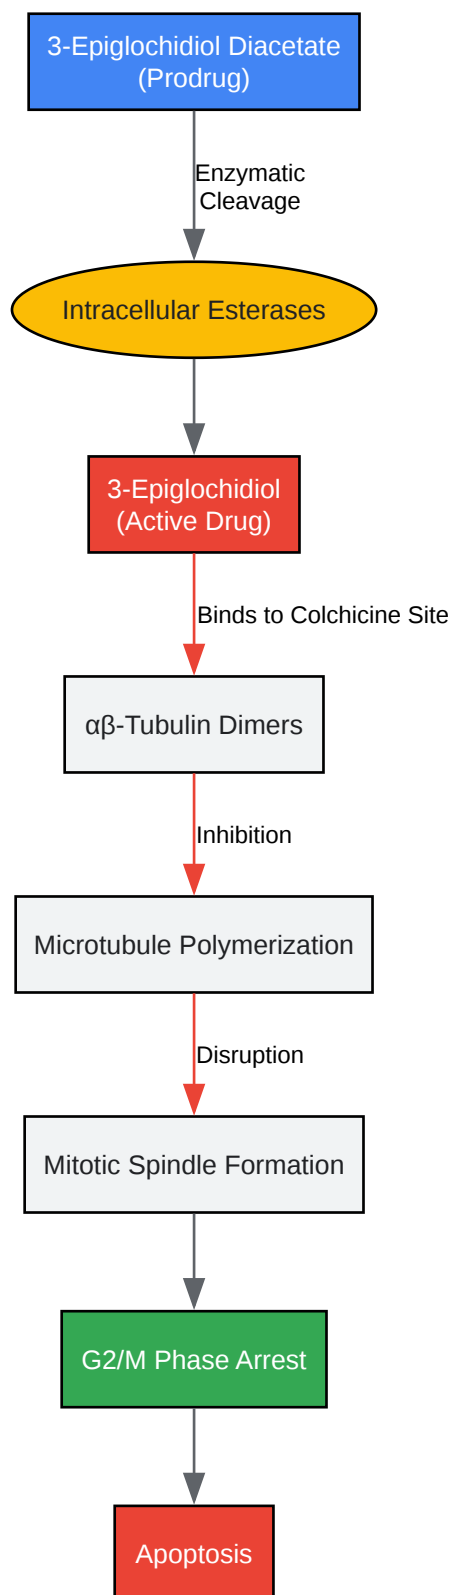 3-Epiglochidiol Diacetate
(Prodrug)
Enzymatic
Cleavage
Intracellular Esterases
3-Epiglochidiol
(Active Drug)
Binds to Colchicine Site
αβ-Tubulin Dimers
Inhibition
Microtubule Polymerization
Disruption
Mitotic Spindle Formation
G2/M Phase Arrest
Apoptosis